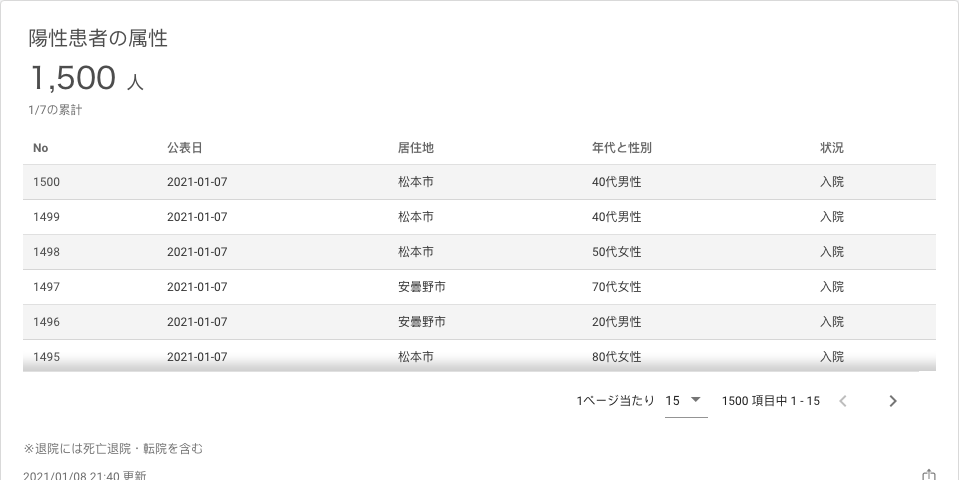 陽性患者の属性
1,500 人
1/7の累計
No 公表日 居住地 年代と性別 状況
1500 2021-01-07 松本市 40代男性 入院
1499 2021-01-07 松本市 40代男性 入院
1498 2021-01-07 松本市 50代女性 入院
1497 2021-01-07 安曇野市 70代女性 入院
1496 2021-01-07 安曇野市 20代男性 入院
1495 2021-01-07 松本市 80代女性 入院
1ページ当たり 15 1500 項目中 1 - 15
※退院には死亡退院・転院を含む
2021/01/08 21:40 更新